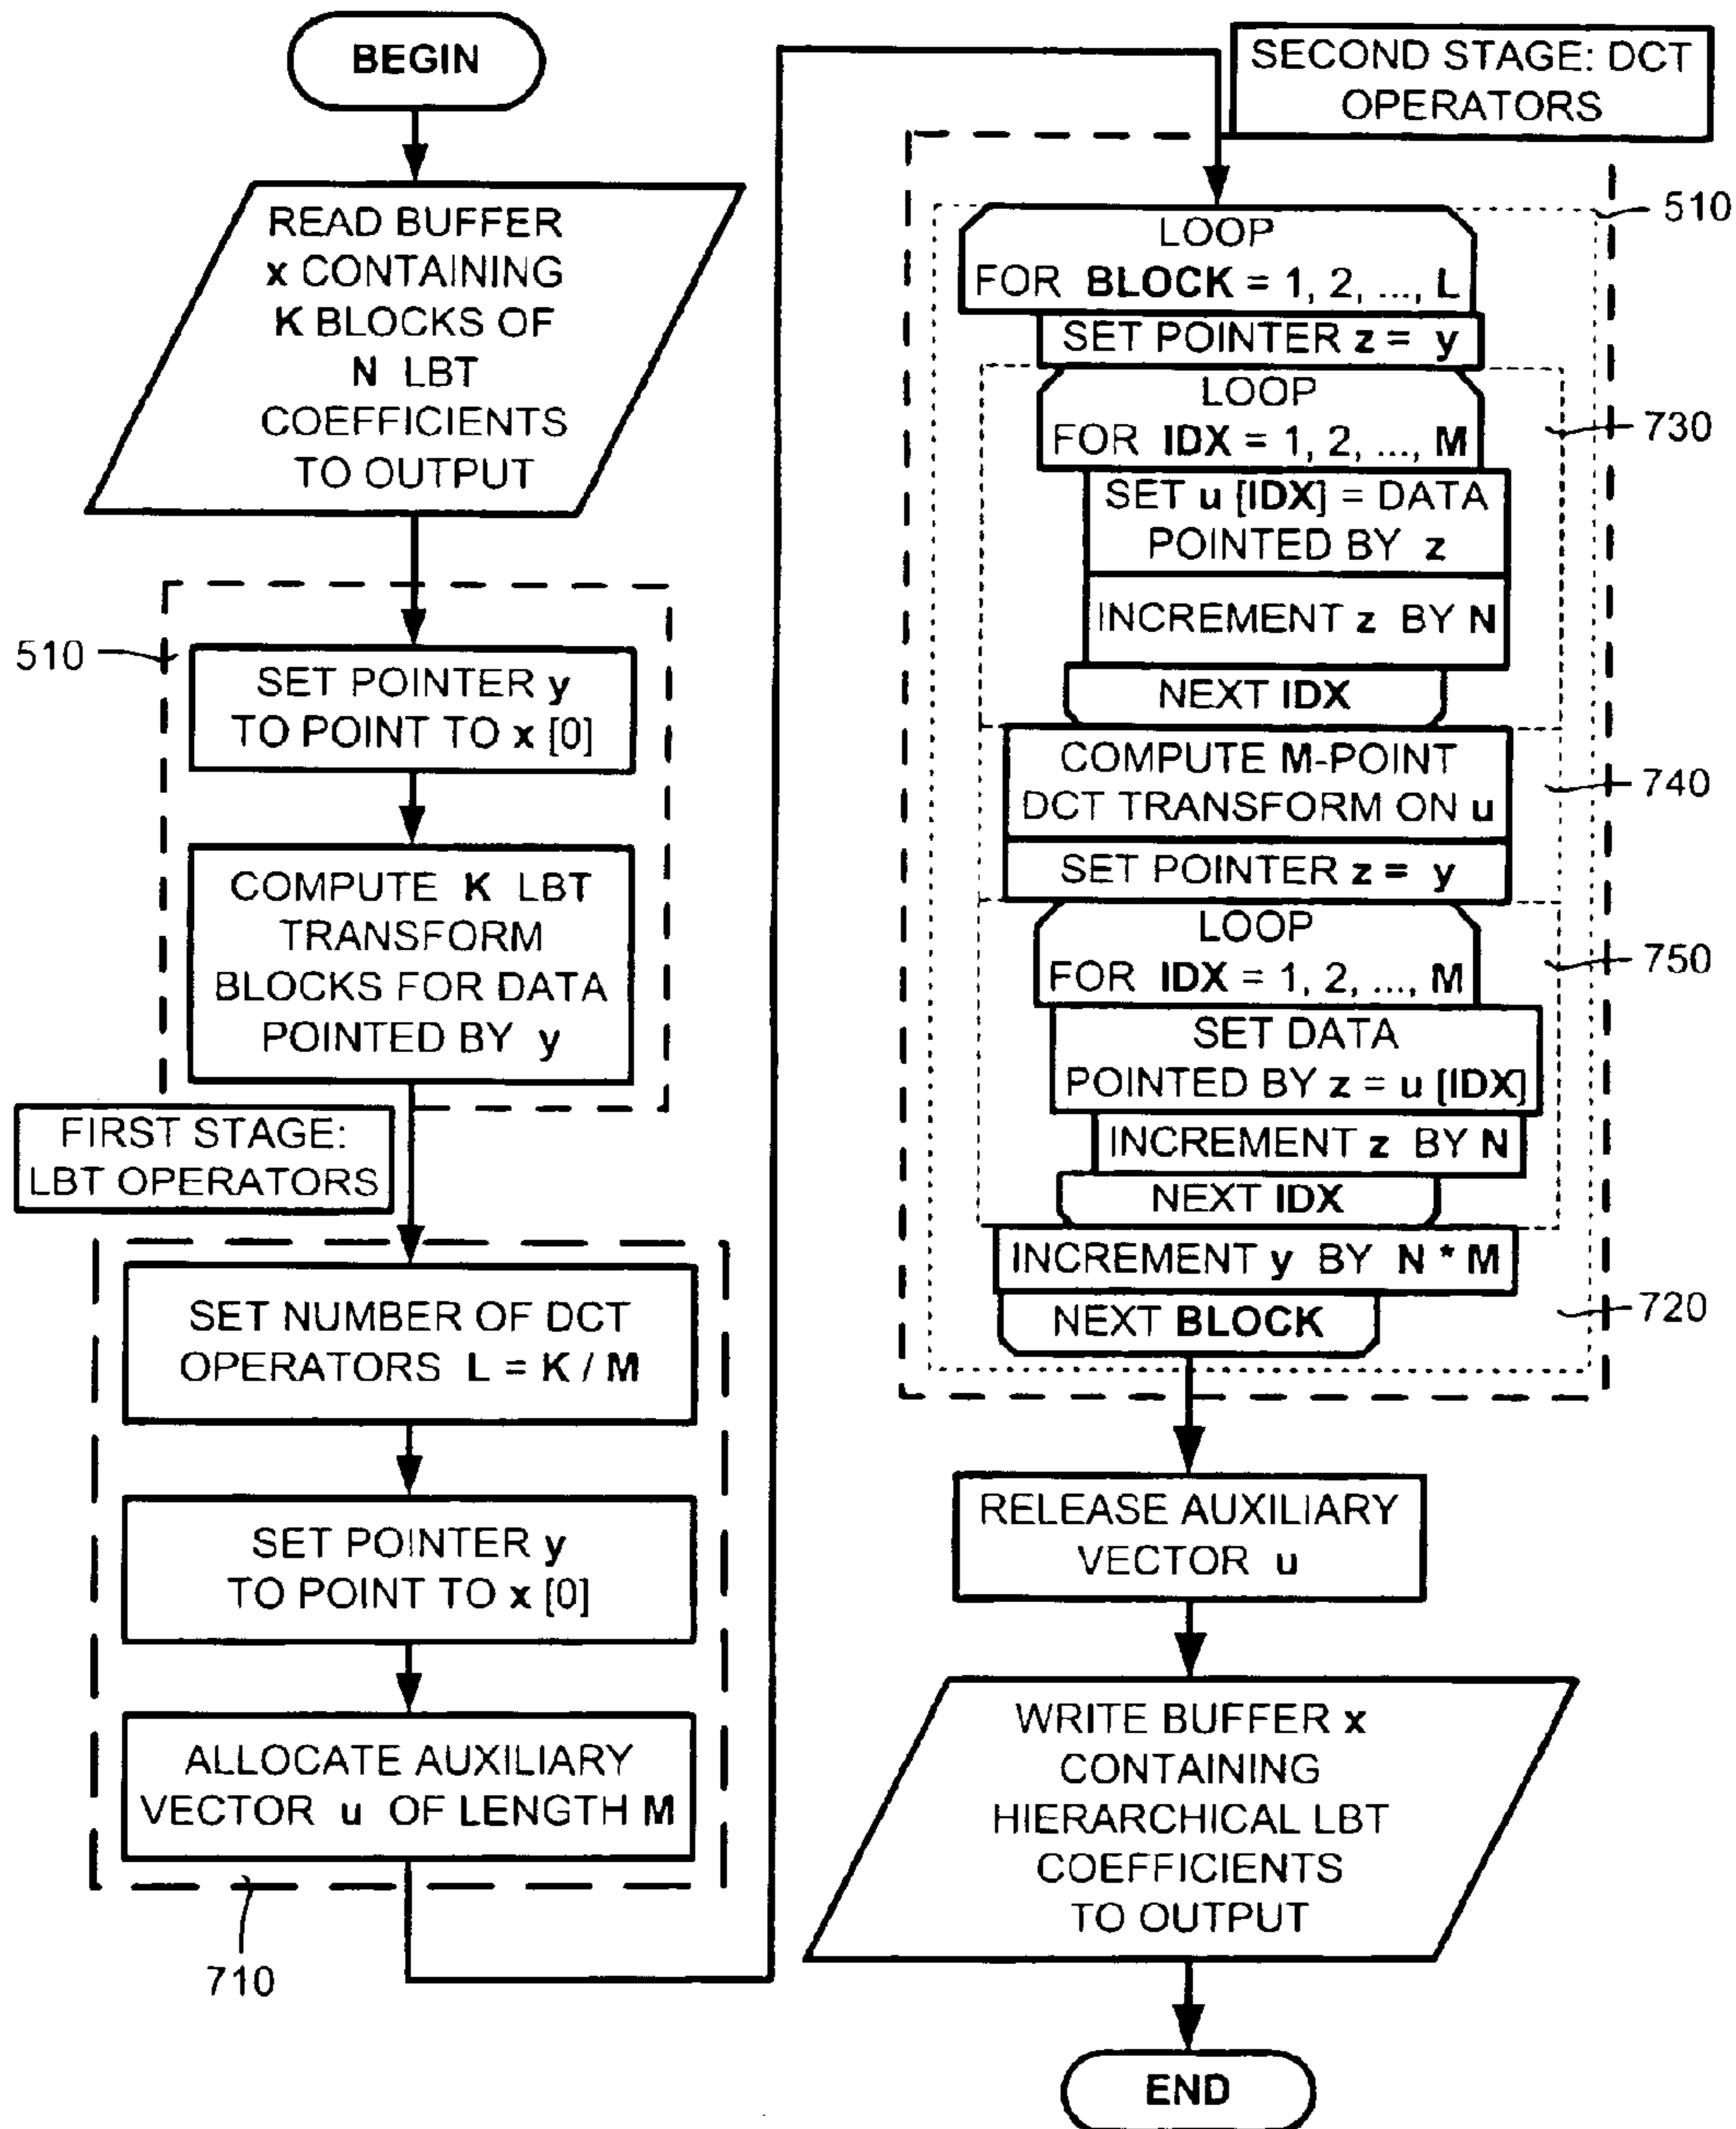 BEGIN
READ BUFFER
x CONTAINING
K BLOCKS OF
N LBT
COEFFICIENTS
TO OUTPUT
510
SET POINTER y
TO POINT TO x [0]
COMPUTE K LBT
TRANSFORM
BLOCKS FOR DATA
POINTED BY y
FIRST STAGE:
LBT OPERATORS
SET NUMBER OF DCT
OPERATORS L = K / M
SET POINTER y
TO POINT TO x [0]
ALLOCATE AUXILIARY
VECTOR u OF LENGTH M
710
SECOND STAGE: DCT
OPERATORS
510
LOOP
FOR BLOCK = 1, 2, ..., L
SET POINTER z = y
LOOP
FOR IDX = 1, 2, ..., M
730
SET u [IDX] = DATA
POINTED BY z
INCREMENT z BY N
NEXT IDX
COMPUTE M-POINT
DCT TRANSFORM ON u
740
SET POINTER z = y
LOOP
FOR IDX = 1, 2, ..., M
750
SET DATA
POINTED BY z = u [IDX]
INCREMENT z BY N
NEXT IDX
INCREMENT y BY N * M
NEXT BLOCK
720
RELEASE AUXILIARY
VECTOR u
WRITE BUFFER x
CONTAINING
HIERARCHICAL LBT
COEFFICIENTS
TO OUTPUT
END